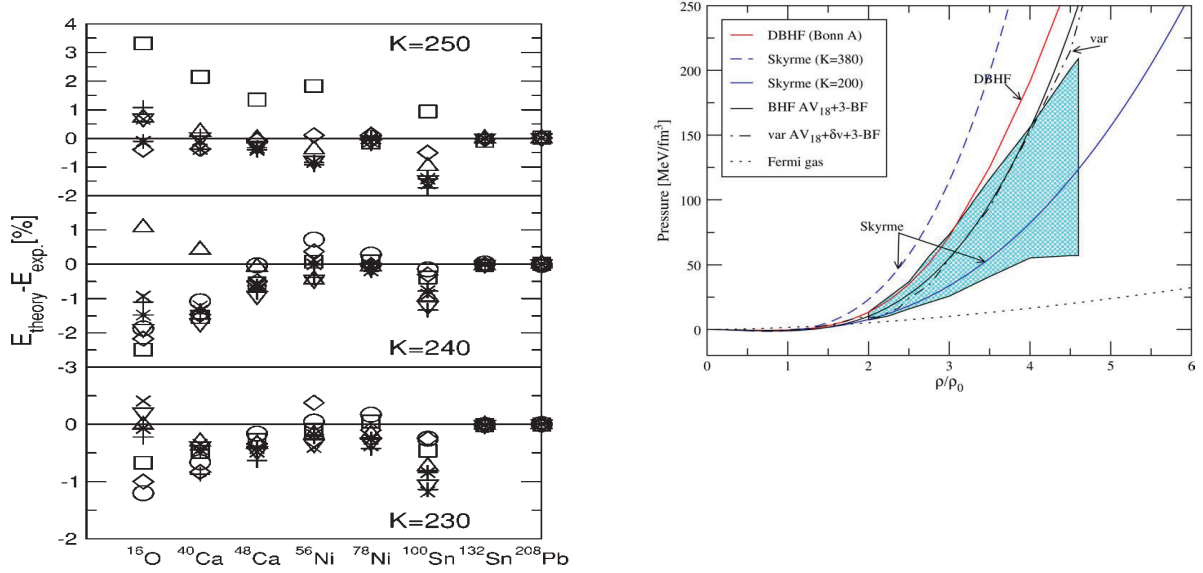 4
3
2
1
0
-1
-2
K=250
1
0
-1
-2
-3
K=240
0
-1
-2
K=230
E_theory -E_exp.[%]
¹⁶O ⁴⁰Ca ⁴⁸Ca ⁵⁶Ni ⁷⁸Ni ¹⁰⁰Sn ¹³²Sn ²⁰⁸Pb
250
200
150
100
50
0
Pressure [MeV/fm³]
DBHF (Bonn A)
Skyrme (K=380)
Skyrme (K=200)
BHF AV₁₈+3-BF
var AV₁₈+δv+3-BF
Fermi gas
var
DBHF
Skyrme
0 1 2 3 4 5 6
ρ/ρ₀